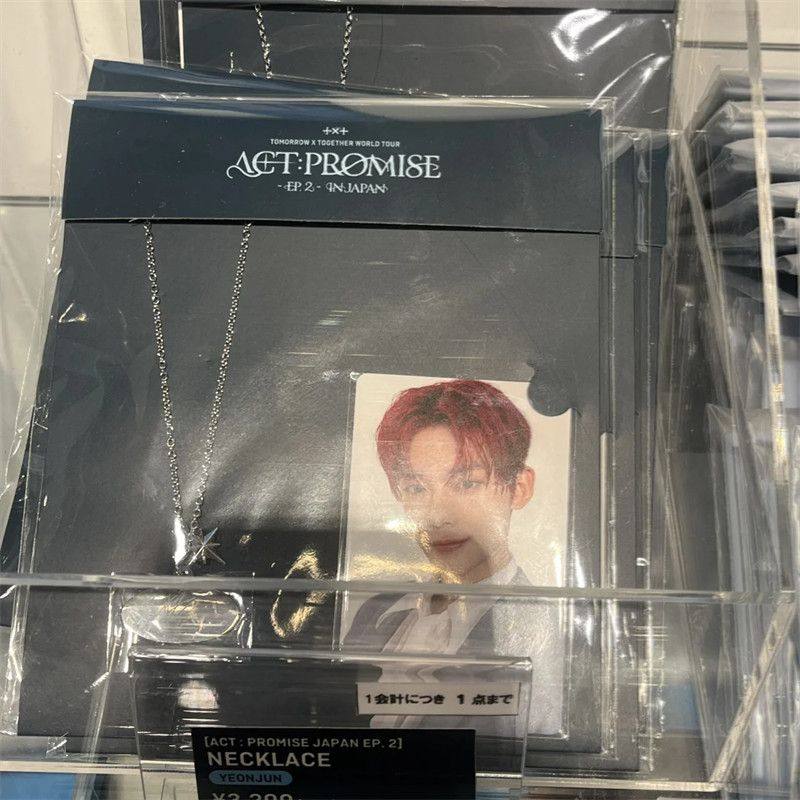 +x+
TOMORROW X TOGETHER WORLD TOUR
ACT:PROMISE
- EP. 2 - IN JAPAN
1会計につき 1 点まで
[ACT : PROMISE JAPAN EP. 2]
NECKLACE
YEONJUN